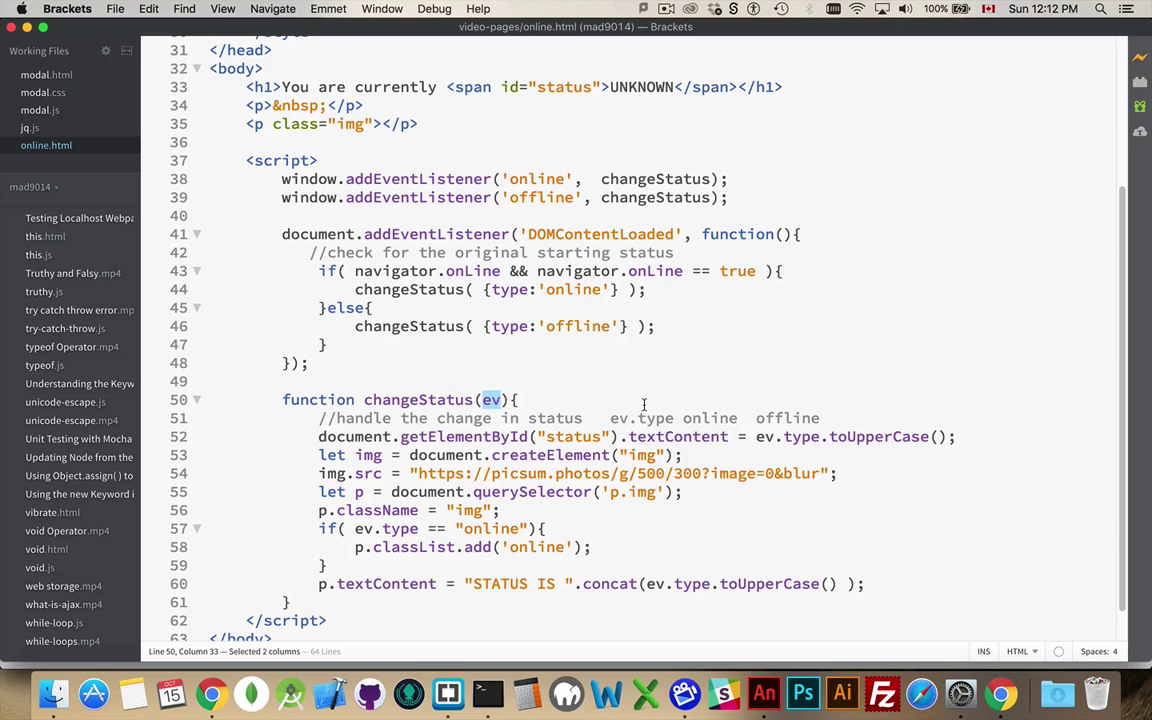 Brackets File Edit Find View Navigate Emmet Window Debug Help 100% Sun 12:12 PM
video-pages/online.html (mad9014) — Brackets
Working Files
modal.html
modal.css
modal.js
jq.js
online.html
mad9014
Testing Localhost Webpa
this.html
this.js
Truthy and Falsy.mp4
truthy.js
try catch throw error.mp
try-catch-throw.js
typeof Operator.mp4
typeof.js
Understanding the Keyw
unicode-escape.js
unicode-escape.mp4
Unit Testing with Mocha
Updating Node from the
Using Object.assign() to
Using the new Keyword i
vibrate.html
void Operator.mp4
void.html
void.js
web storage.mp4
what-is-ajax.mp4
while-loop.js
while-loops.mp4
31 </head>
32 <body>
33 <h1>You are currently <span id="status">UNKNOWN</span></h1>
34 <p>&nbsp;</p>
35 <p class="img"></p>
36
37 <script>
38 window.addEventListener('online', changeStatus);
39 window.addEventListener('offline', changeStatus);
40
41 document.addEventListener('DOMContentLoaded', function(){
42 //check for the original starting status
43 if( navigator.onLine && navigator.onLine == true ){
44 changeStatus( {type:'online'} );
45 }else{
46 changeStatus( {type:'offline'} );
47 }
48 });
49
50 function changeStatus(ev){
51 //handle the change in status ev.type online offline
52 document.getElementById("status").textContent = ev.type.toUpperCase();
53 let img = document.createElement("img");
54 img.src = "https://picsum.photos/g/500/300?image=0&blur";
55 let p = document.querySelector('p.img');
56 p.className = "img";
57 if( ev.type == "online"){
58 p.classList.add('online');
59 }
60 p.textContent = "STATUS IS ".concat(ev.type.toUpperCase() );
61 }
62 </script>
63 </body>
Line 50, Column 33 — Selected 2 columns — 64 Lines INS HTML Spaces: 4
OCT
15
An Ps Ai Fz